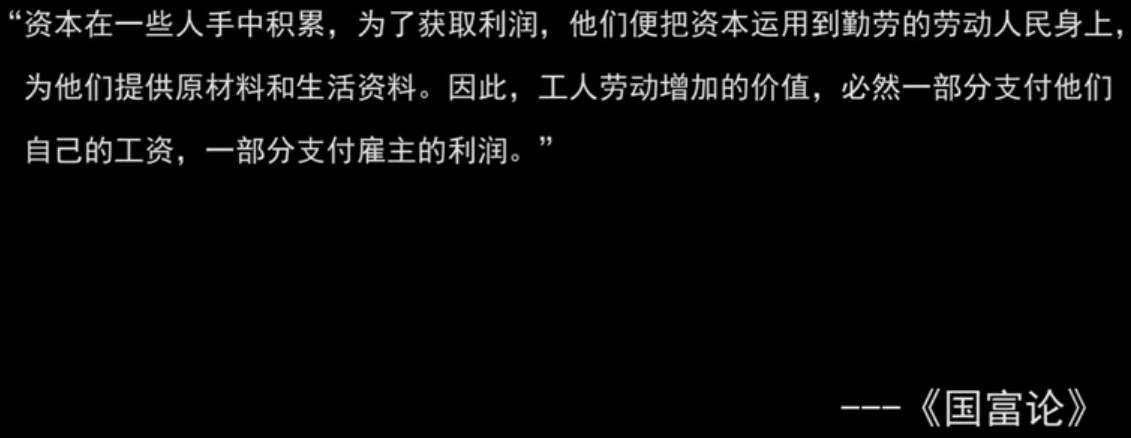 “资本在一些人手中积累，为了获取利润，他们便把资本运用到勤劳的劳动人民身上，
为他们提供原材料和生活资料。因此，工人劳动增加的价值，必然一部分支付他们
自己的工资，一部分支付雇主的利润。”
---《国富论》